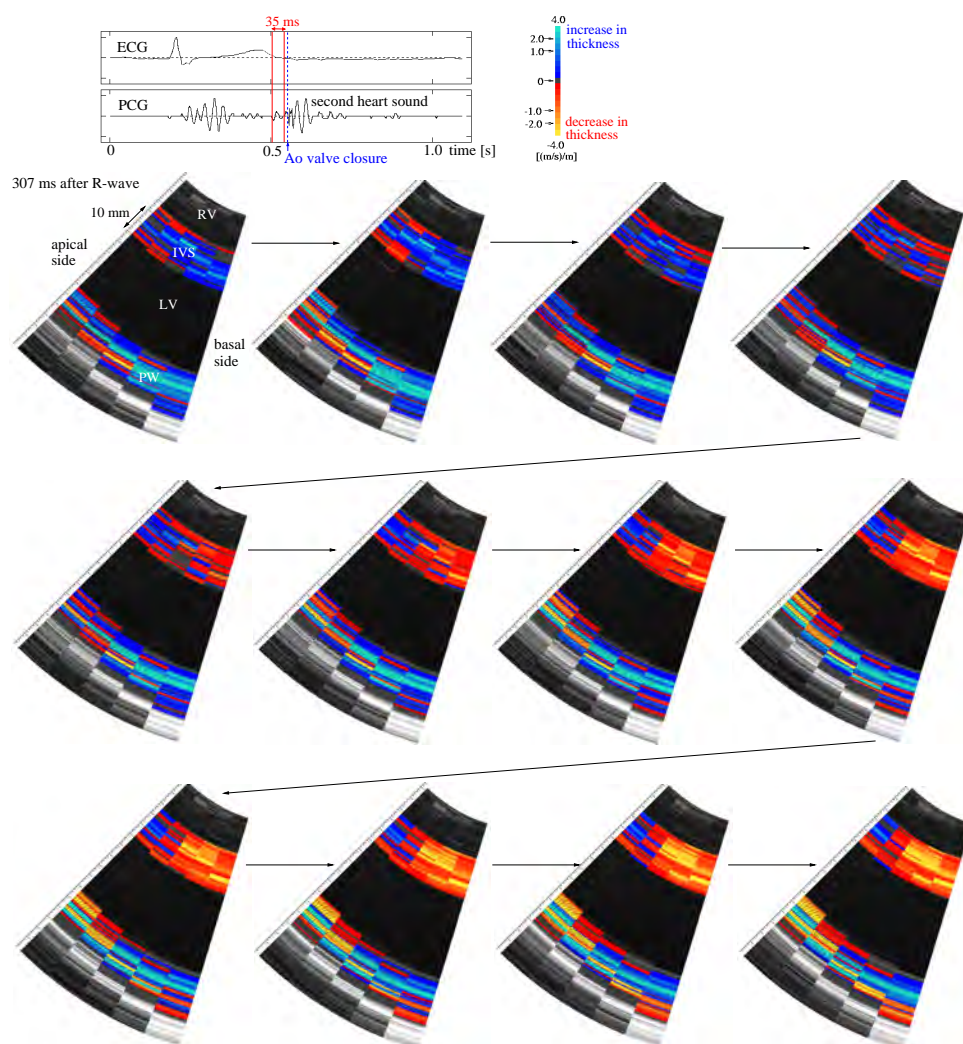 35 ms
ECG
PCG
second heart sound
0
0.5
1.0
time [s]
Ao valve closure
4.0
2.0
1.0
0
-1.0
-2.0
-4.0
[(m/s)/m]
increase in
thickness
decrease in
thickness
307 ms after R-wave
10 mm
RV
apical
side
IVS
LV
basal
side
PW